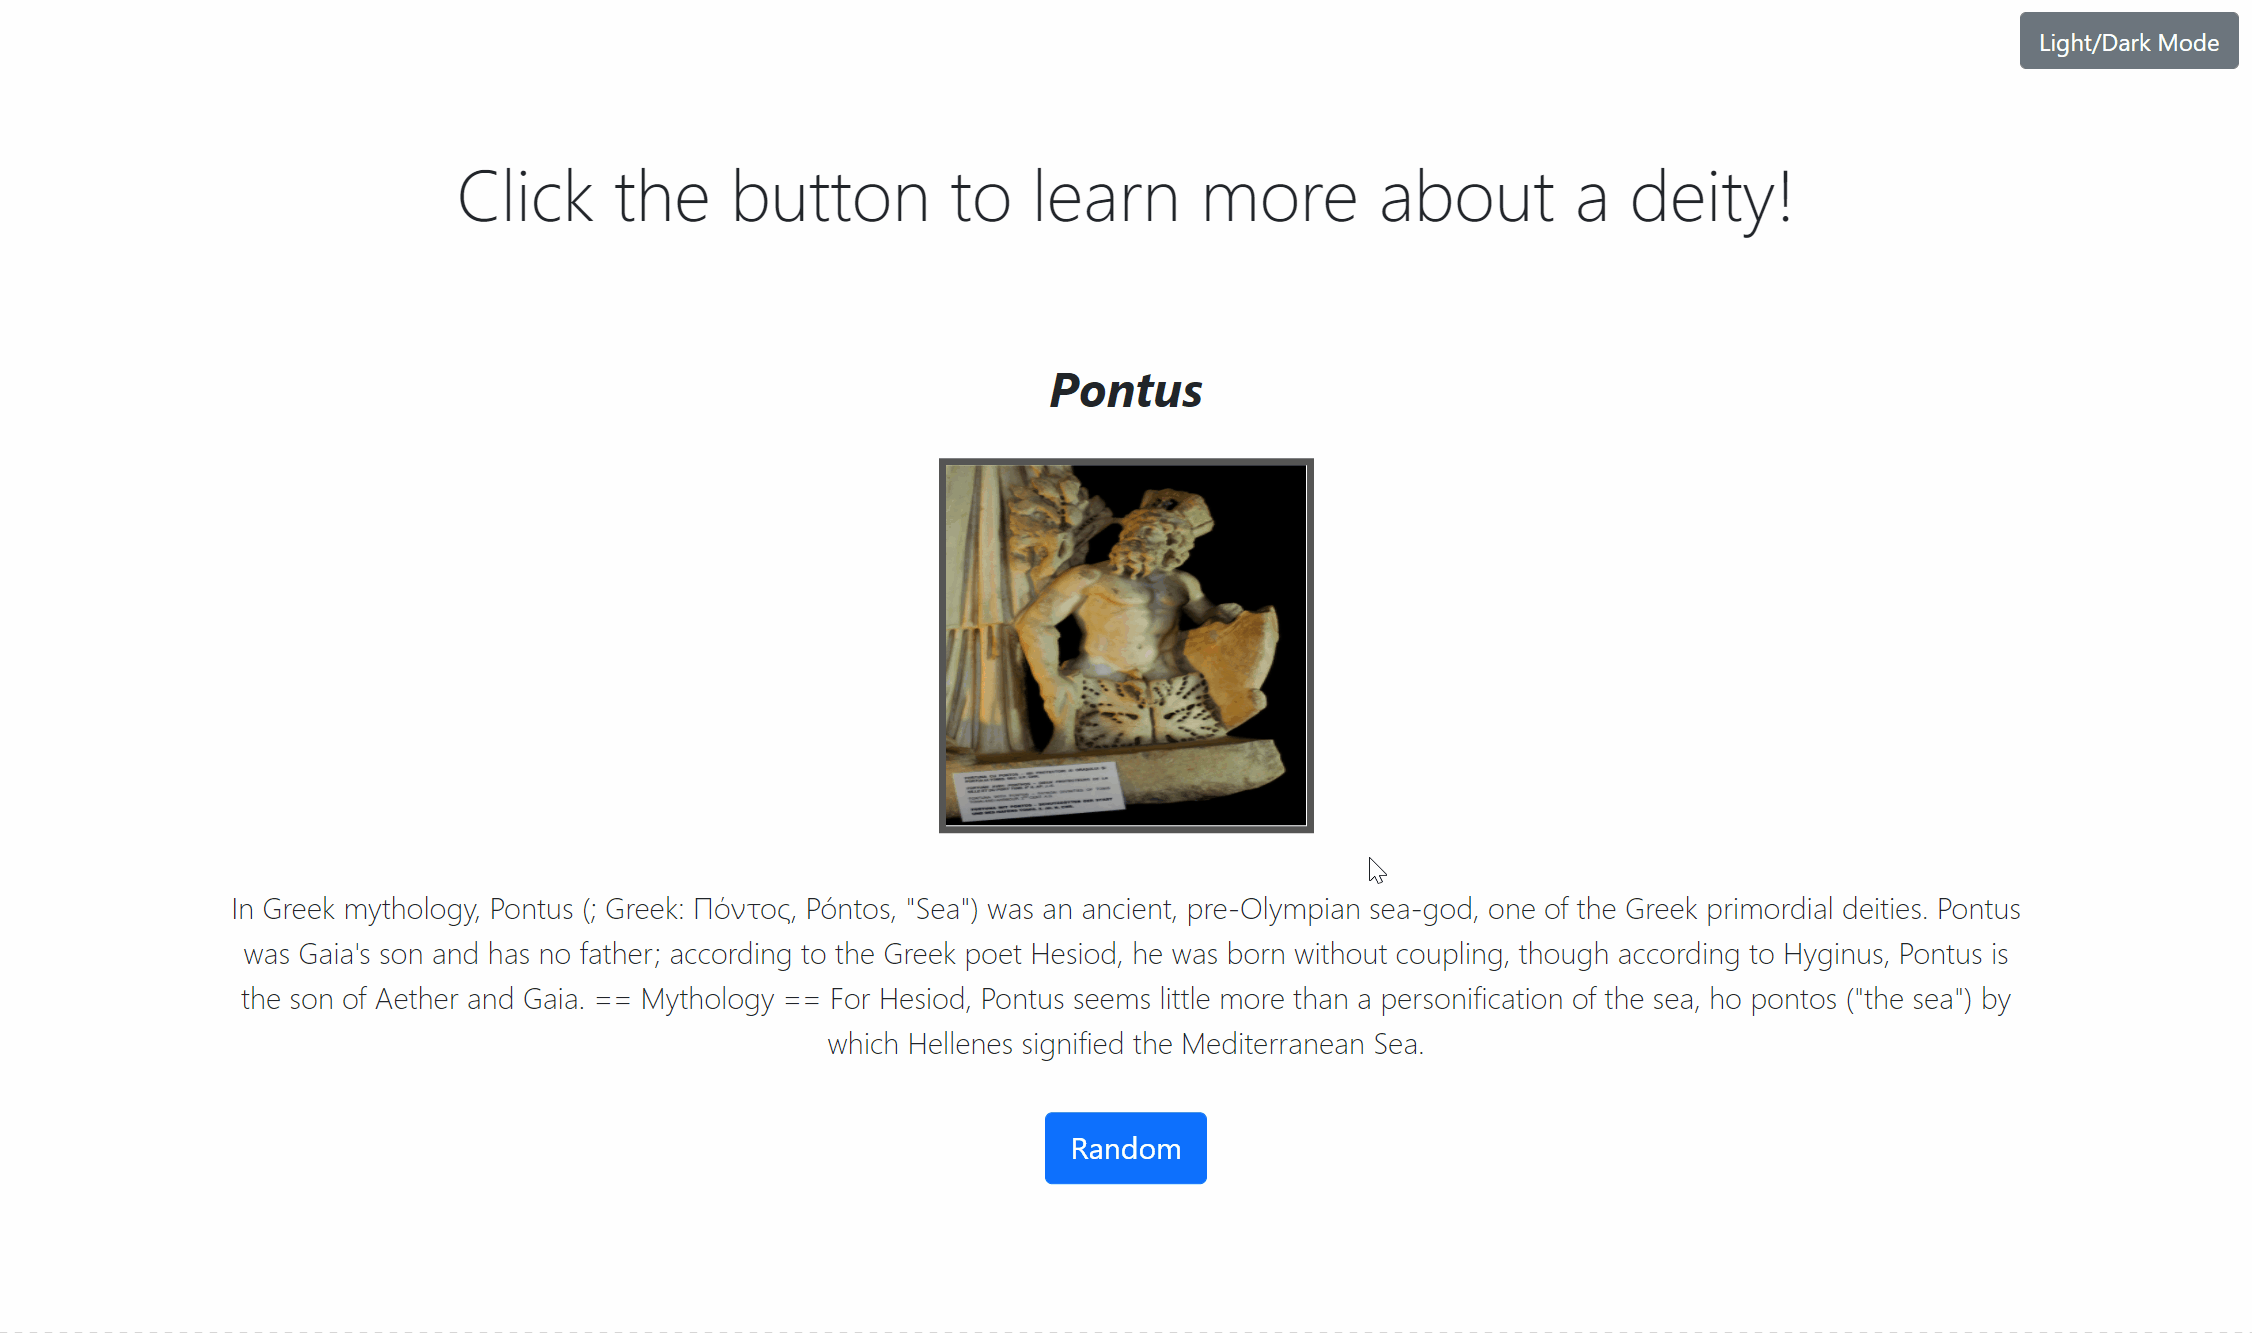 Light/Dark Mode
Click the button to learn more about a deity!
Pontus
In Greek mythology, Pontus (; Greek: Πόντος, Póntos, "Sea") was an ancient, pre-Olympian sea-god, one of the Greek primordial deities. Pontus
was Gaia's son and has no father; according to the Greek poet Hesiod, he was born without coupling, though according to Hyginus, Pontus is
the son of Aether and Gaia. == Mythology == For Hesiod, Pontus seems little more than a personification of the sea, ho pontos ("the sea") by
which Hellenes signified the Mediterranean Sea.
Random